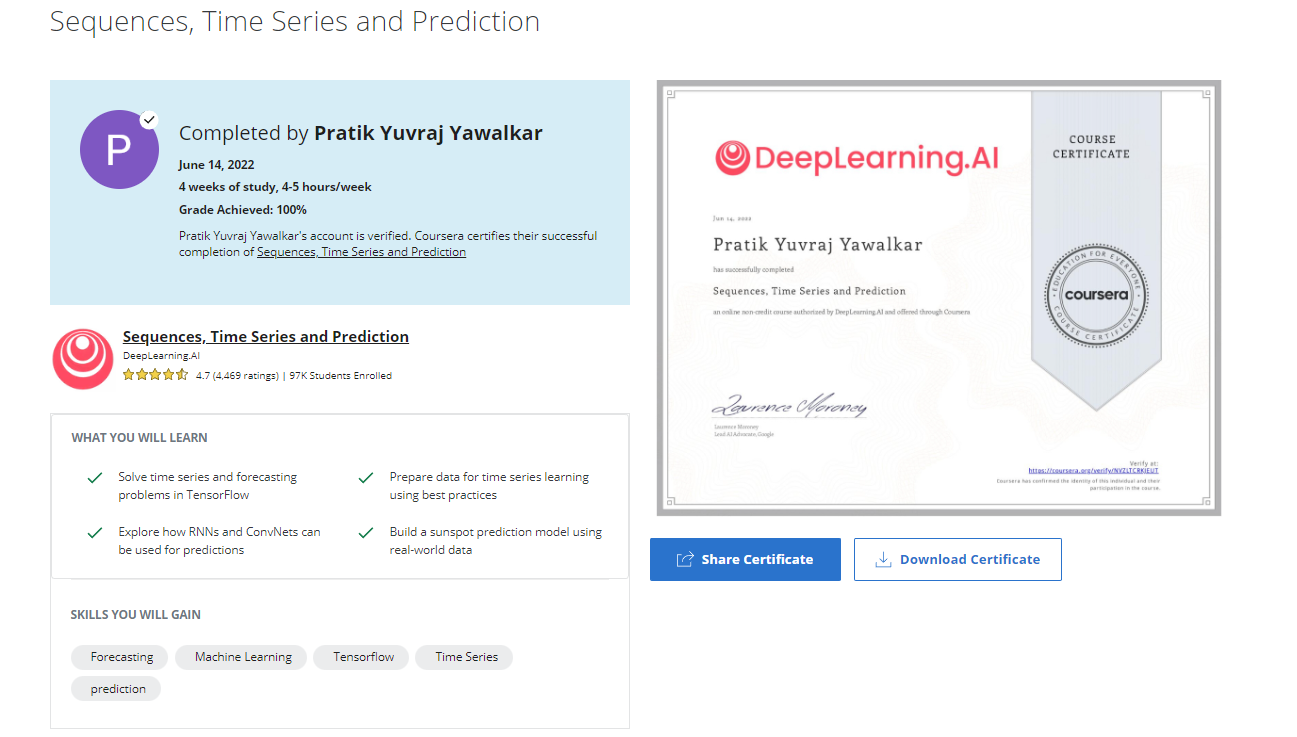 Sequences, Time Series and Prediction
P
Completed by Pratik Yuvraj Yawalkar
June 14, 2022
4 weeks of study, 4-5 hours/week
Grade Achieved: 100%
Pratik Yuvraj Yawalkar's account is verified. Coursera certifies their successful
completion of Sequences, Time Series and Prediction
Sequences, Time Series and Prediction
DeepLearning.AI
4.7 (4,469 ratings) | 97K Students Enrolled
WHAT YOU WILL LEARN
Solve time series and forecasting
problems in TensorFlow
Prepare data for time series learning
using best practices
Explore how RNNs and ConvNets can
be used for predictions
Build a sunspot prediction model using
real-world data
SKILLS YOU WILL GAIN
Forecasting
Machine Learning
Tensorflow
Time Series
prediction
DeepLearning.AI
COURSE
CERTIFICATE
Jun 14, 2022
Pratik Yuvraj Yawalkar
has successfully completed
Sequences, Time Series and Prediction
an online non-credit course authorized by DeepLearning.AI and offered through Coursera
EDUCATION FOR EVERYONE
coursera
COURSE CERTIFICATE
Laurence Moroney
Laurence Moroney
Lead AI Advocate, Google
Verify at:
https://coursera.org/verify/NVZLTCRKIEUT
Coursera has confirmed the identity of this individual and their
participation in the course.
Share Certificate
Download Certificate